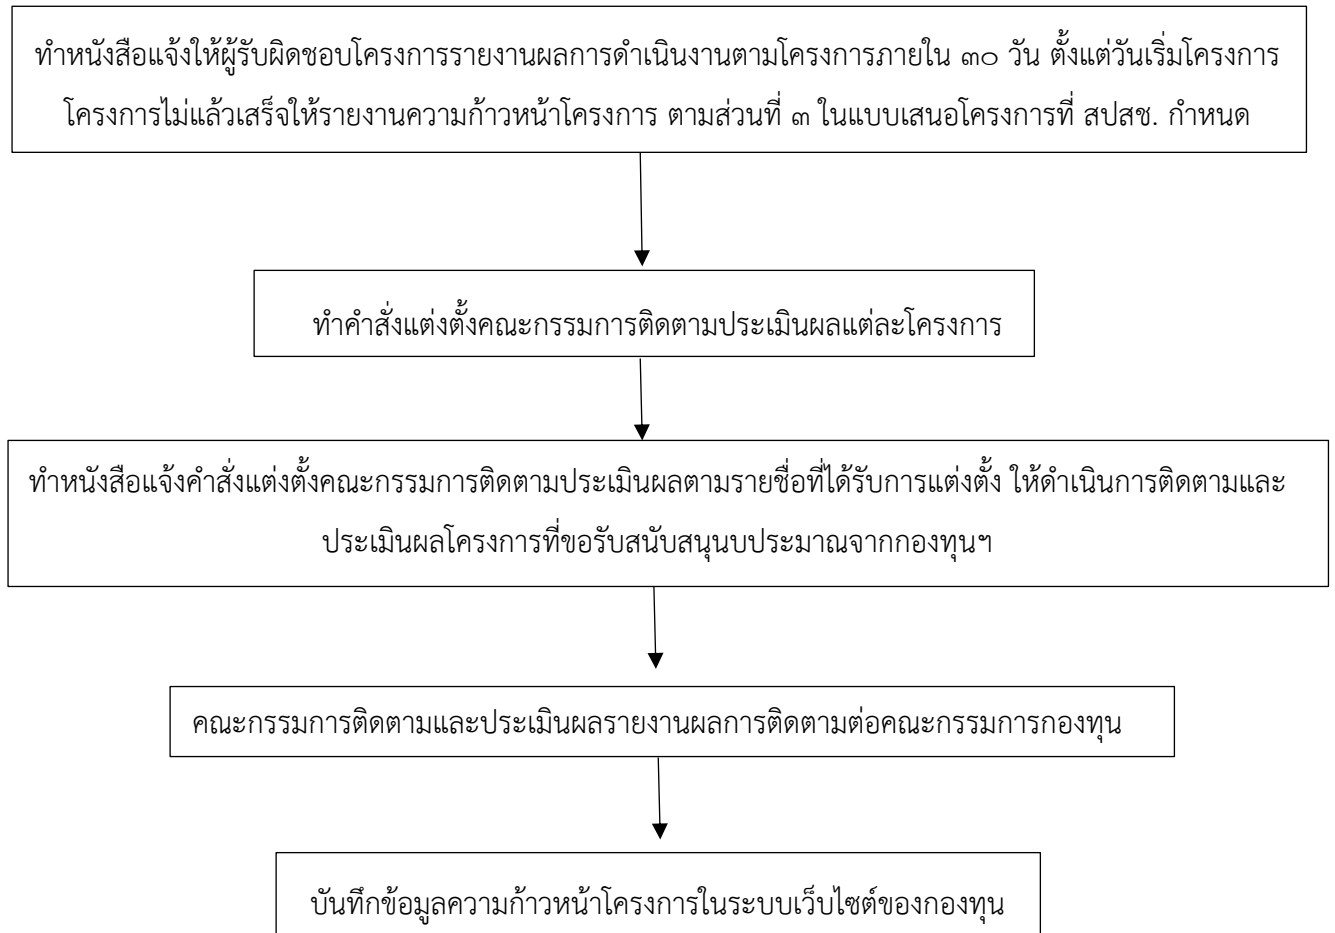 ทำหนังสือแจ้งให้ผู้รับผิดชอบโครงการรายงานผลการดำเนินงานตามโครงการภายใน ๓๐ วัน ตั้งแต่วันเริ่มโครงการ
โครงการไม่แล้วเสร็จให้รายงานความก้าวหน้าโครงการ ตามส่วนที่ ๓ ในแบบเสนอโครงการที่ สปสช. กำหนด
ทำคำสั่งแต่งตั้งคณะกรรมการติดตามประเมินผลแต่ละโครงการ
ทำหนังสือแจ้งคำสั่งแต่งตั้งคณะกรรมการติดตามประเมินผลตามรายชื่อที่ได้รับการแต่งตั้ง ให้ดำเนินการติดตามและ
ประเมินผลโครงการที่ขอรับสนับสนุนบประมาณจากกองทุนฯ
คณะกรรมการติดตามและประเมินผลรายงานผลการติดตามต่อคณะกรรมการกองทุน
บันทึกข้อมูลความก้าวหน้าโครงการในระบบเว็บไซต์ของกองทุน